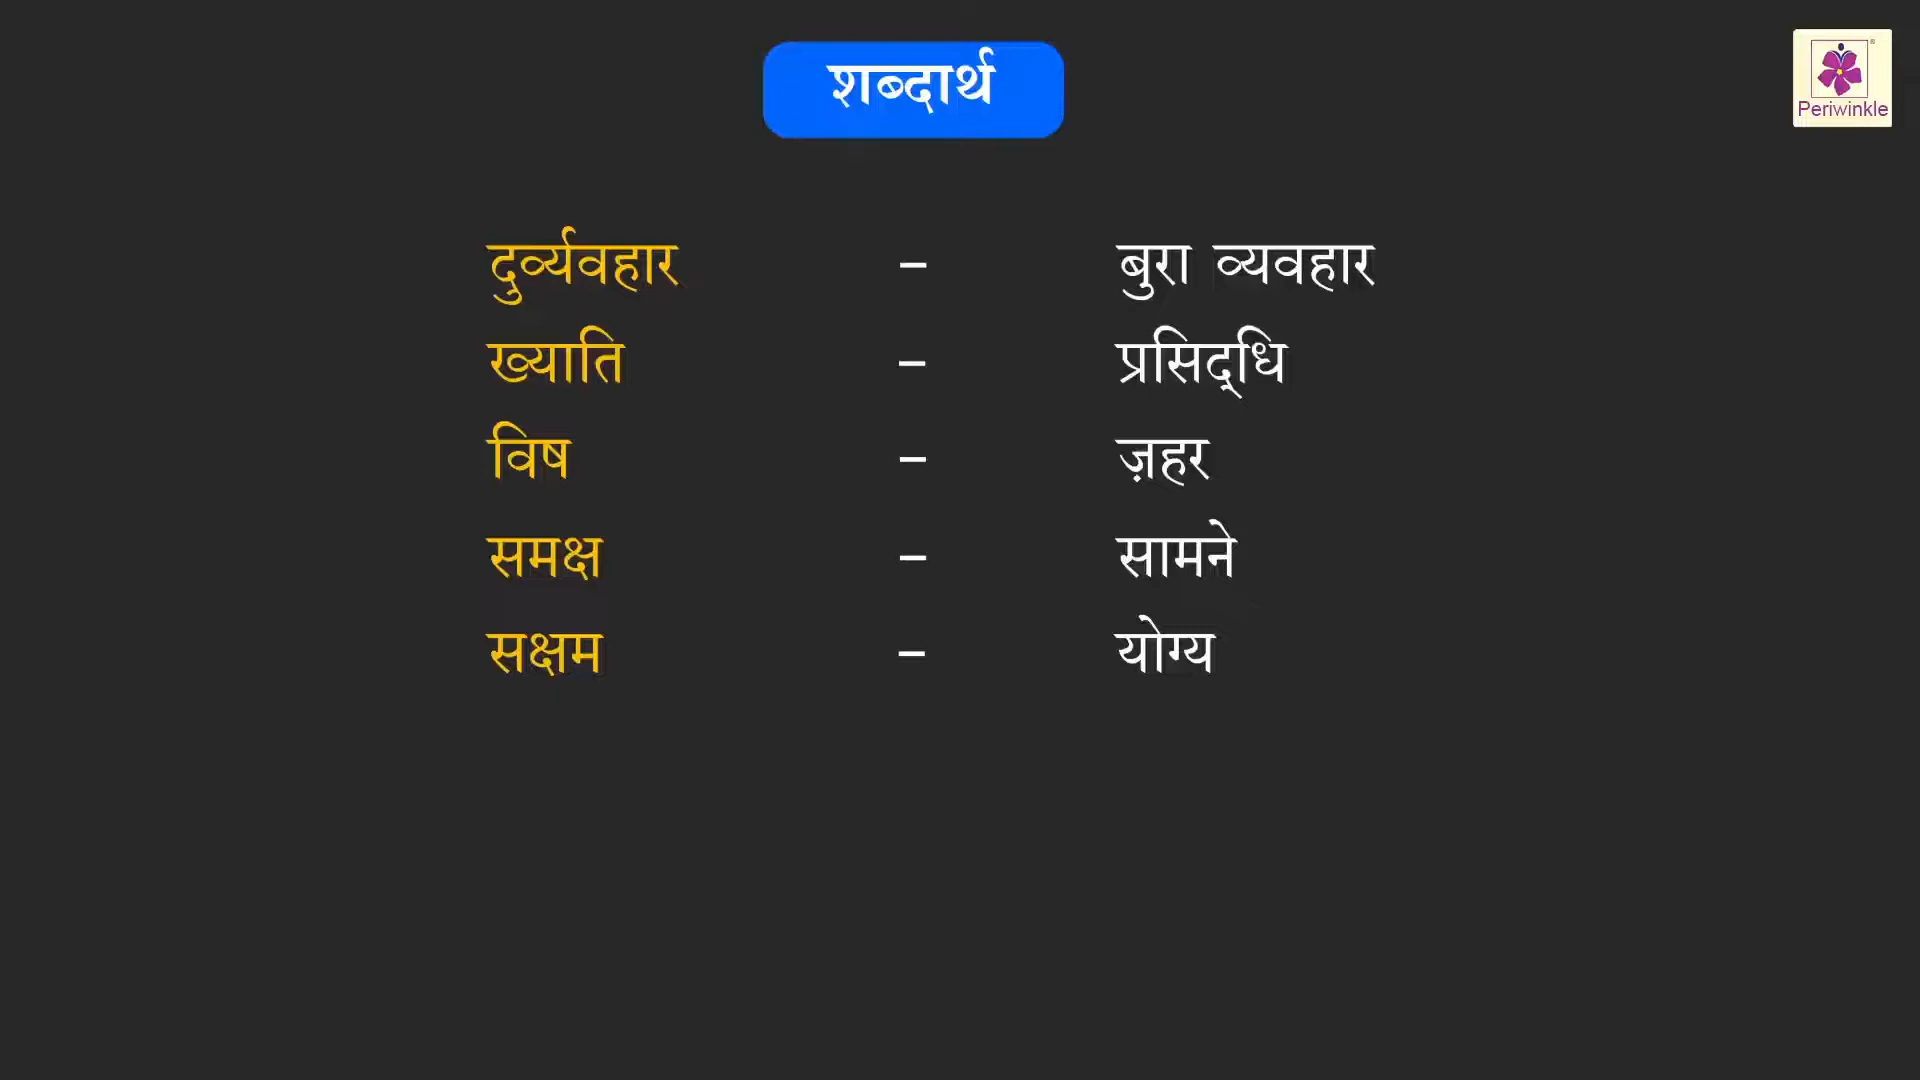 शब्दार्थ
Periwinkle
दुर्व्यवहार – बुरा व्यवहार
ख्याति – प्रसिद्‌धि
विष – ज़हर
समक्ष – सामने
सक्षम – योग्य